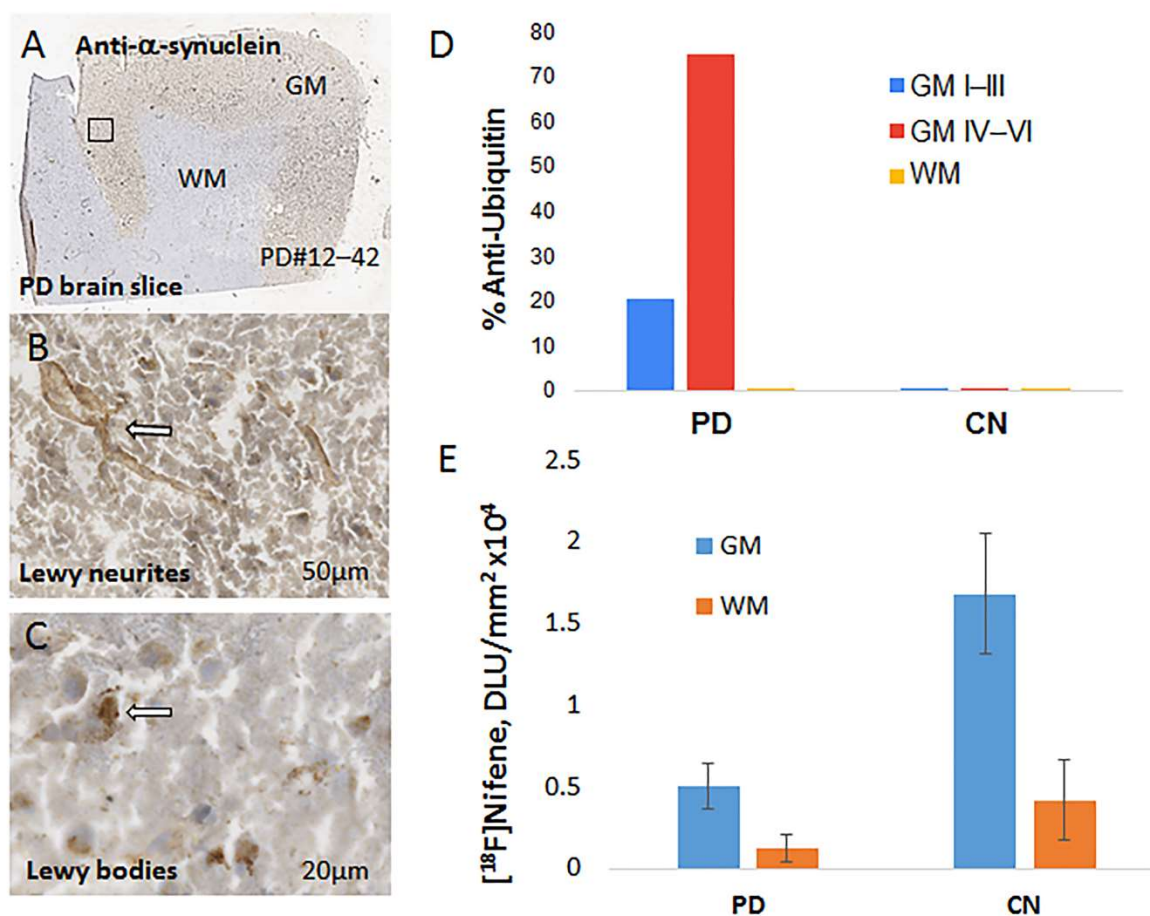 A
Anti-α-synuclein
GM
WM
PD#12–42
PD brain slice
B
Lewy neurites
50µm
C
Lewy bodies
20µm
D
% Anti-Ubiquitin
80
70
60
50
40
30
20
10
0
GM I–III
GM IV–VI
WM
PD
CN
E
[¹⁸F]Nifene, DLU/mm² x10⁴
2.5
2
1.5
1
0.5
0
GM
WM
PD
CN